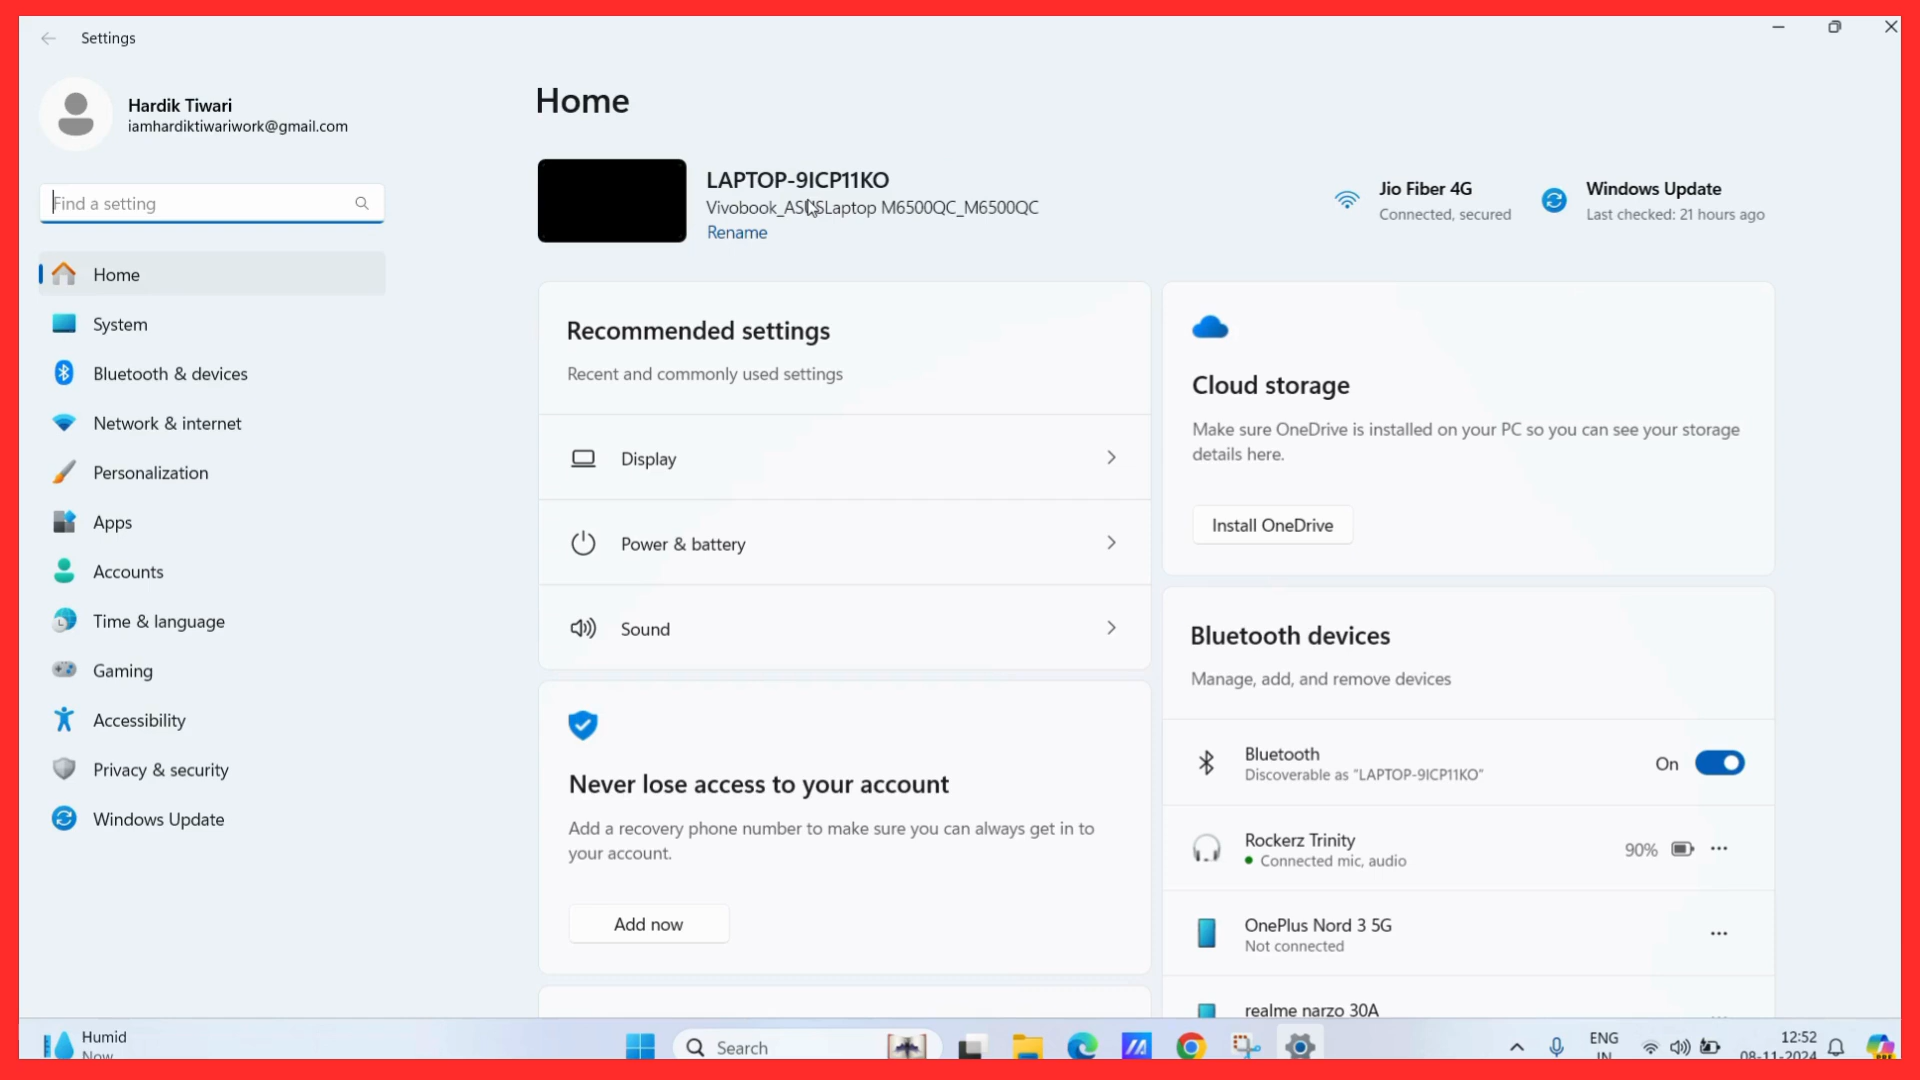 Settings
Hardik Tiwari
iamhardiktiwariwork@gmail.com
Find a setting
Home
System
Bluetooth & devices
Network & internet
Personalization
Apps
Accounts
Time & language
Gaming
Accessibility
Privacy & security
Windows Update
Home
LAPTOP-9ICP11KO
Vivobook_ASUSLaptop M6500QC_M6500QC
Rename
Jio Fiber 4G
Connected, secured
Windows Update
Last checked: 21 hours ago
Recommended settings
Recent and commonly used settings
Display
Power & battery
Sound
Never lose access to your account
Add a recovery phone number to make sure you can always get in to
your account.
Add now
Cloud storage
Make sure OneDrive is installed on your PC so you can see your storage
details here.
Install OneDrive
Bluetooth devices
Manage, add, and remove devices
Bluetooth
Discoverable as "LAPTOP-9ICP11KO"
On
Rockerz Trinity
Connected mic, audio
90%
OnePlus Nord 3 5G
Not connected
realme narzo 30A
Humid
Now
Search
ENG
IN
12:52
08-11-2024